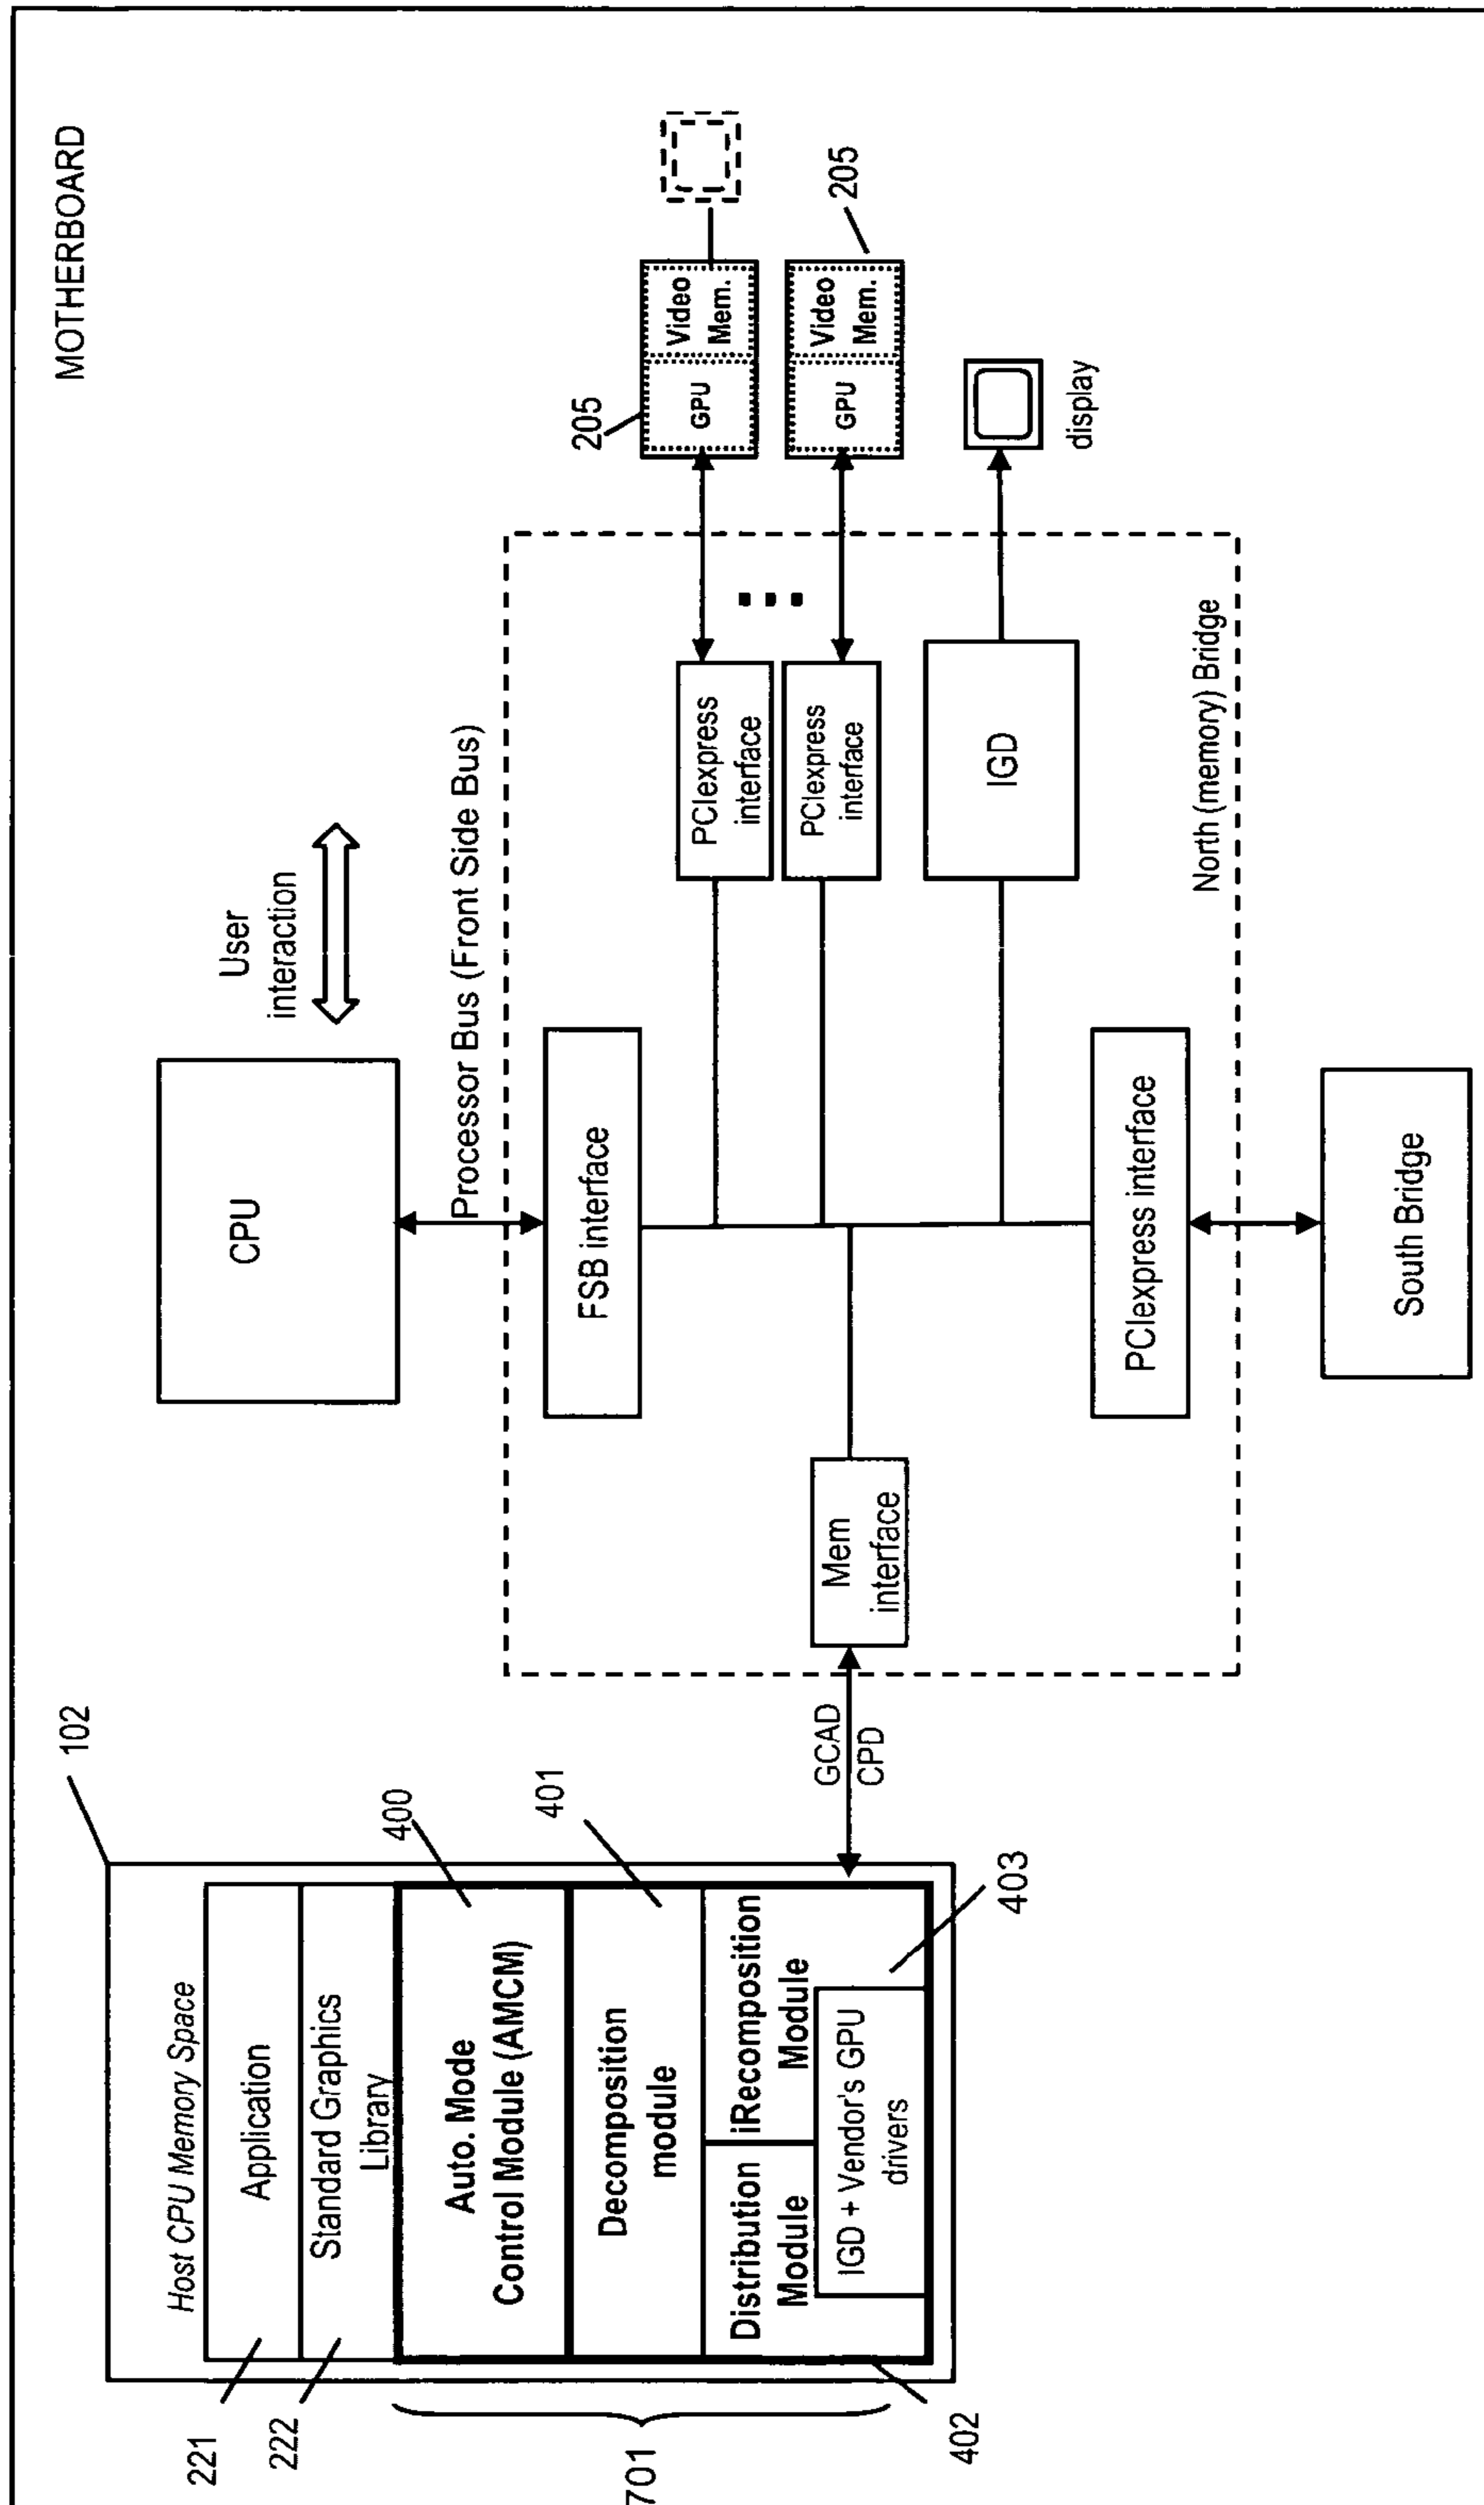 MOTHERBOARD
102
Host CPU Memory Space
221
Application
222
Standard Graphics
Library
400
Auto. Mode
Control Module (AMCM)
701
401
Decomposition
module
Distribution
Module
iRecomposition
Module
402
403
IGD + Vendor's GPU
drivers
GCAD
CPD
CPU
User
interaction
Processor Bus (Front Side Bus)
FSB interface
Mem
interface
PCIexpress
interface
PCIexpress
interface
IGD
PCIexpress interface
North (memory) Bridge
South Bridge
205
GPU
Video
Mem.
205
GPU
Video
Mem.
display